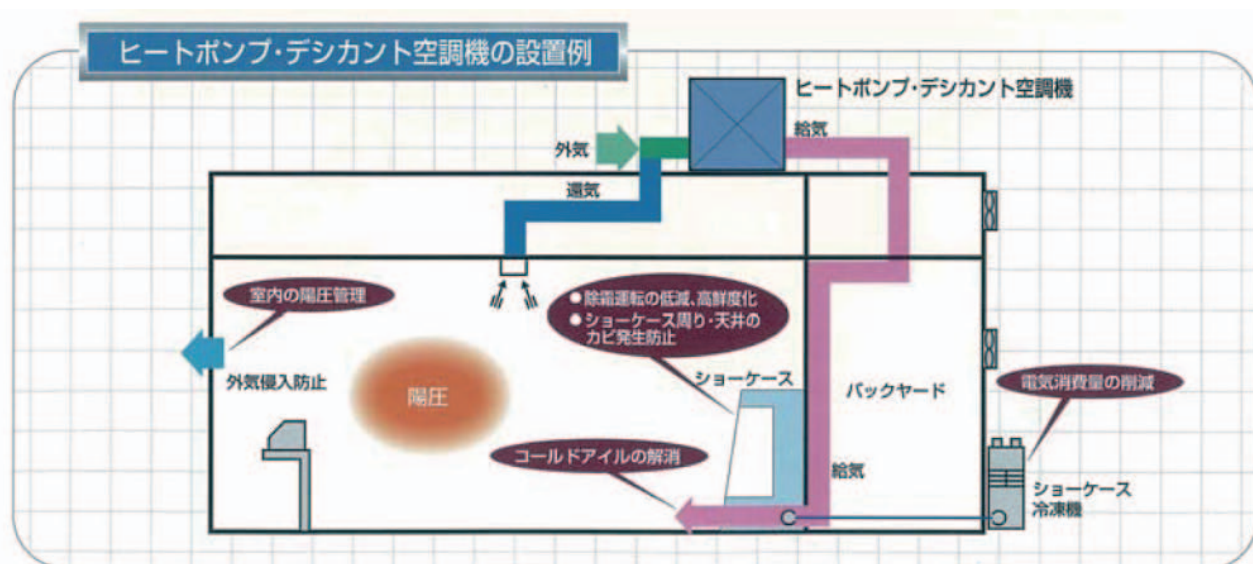 ヒートポンプ・デシカント空調機の設置例
ヒートポンプ・デシカント空調機
給気
外気
還気
室内の陽圧管理
●除霜運転の低減、高鮮度化
●ショーケース周り・天井の
カビ発生防止
外気侵入防止
陽圧
ショーケース
バックヤード
電気消費量の削減
コールドアイルの解消
給気
ショーケース
冷凍機